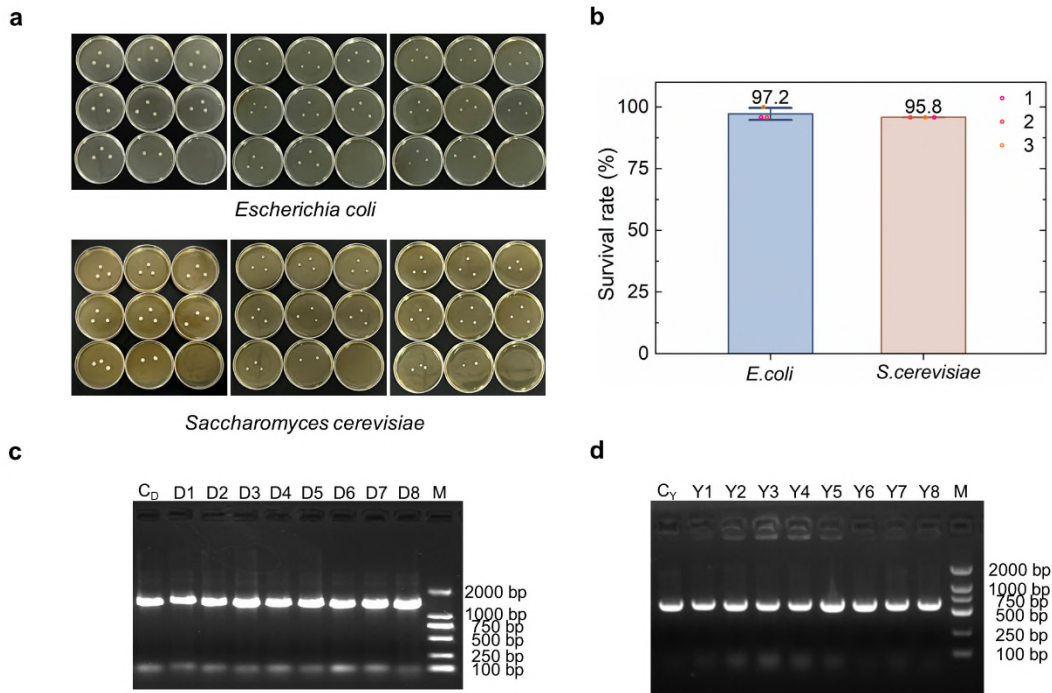 a
Escherichia coli
Saccharomyces cerevisiae
b
97.2
95.8
1
2
3
100
75
50
25
0
Survival rate (%)
E.coli
S.cerevisiae
c
C_D D1 D2 D3 D4 D5 D6 D7 D8 M
2000 bp
1000 bp
750 bp
500 bp
250 bp
100 bp
d
C_Y Y1 Y2 Y3 Y4 Y5 Y6 Y7 Y8 M
2000 bp
1000 bp
750 bp
500 bp
250 bp
100 bp